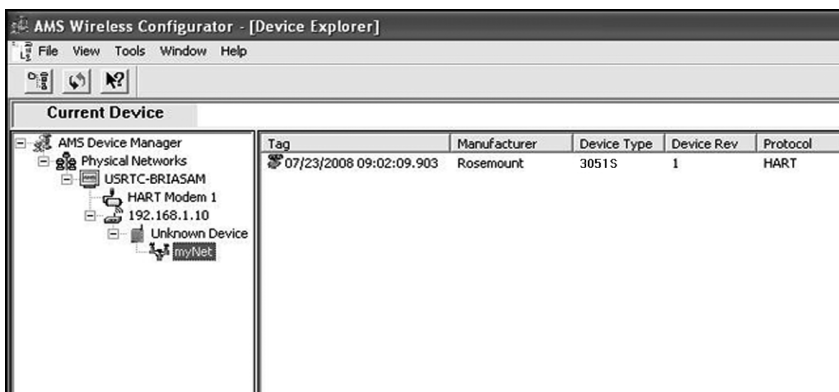 AMS Wireless Configurator - [Device Explorer]
File View Tools Window Help
Current Device
AMS Device Manager
Physical Networks
USRTC-BRIASAM
HART Modem 1
192.168.1.10
Unknown Device
myNet
Tag Manufacturer Device Type Device Rev Protocol
07/23/2008 09:02:09.903 Rosemount 3051S 1 HART